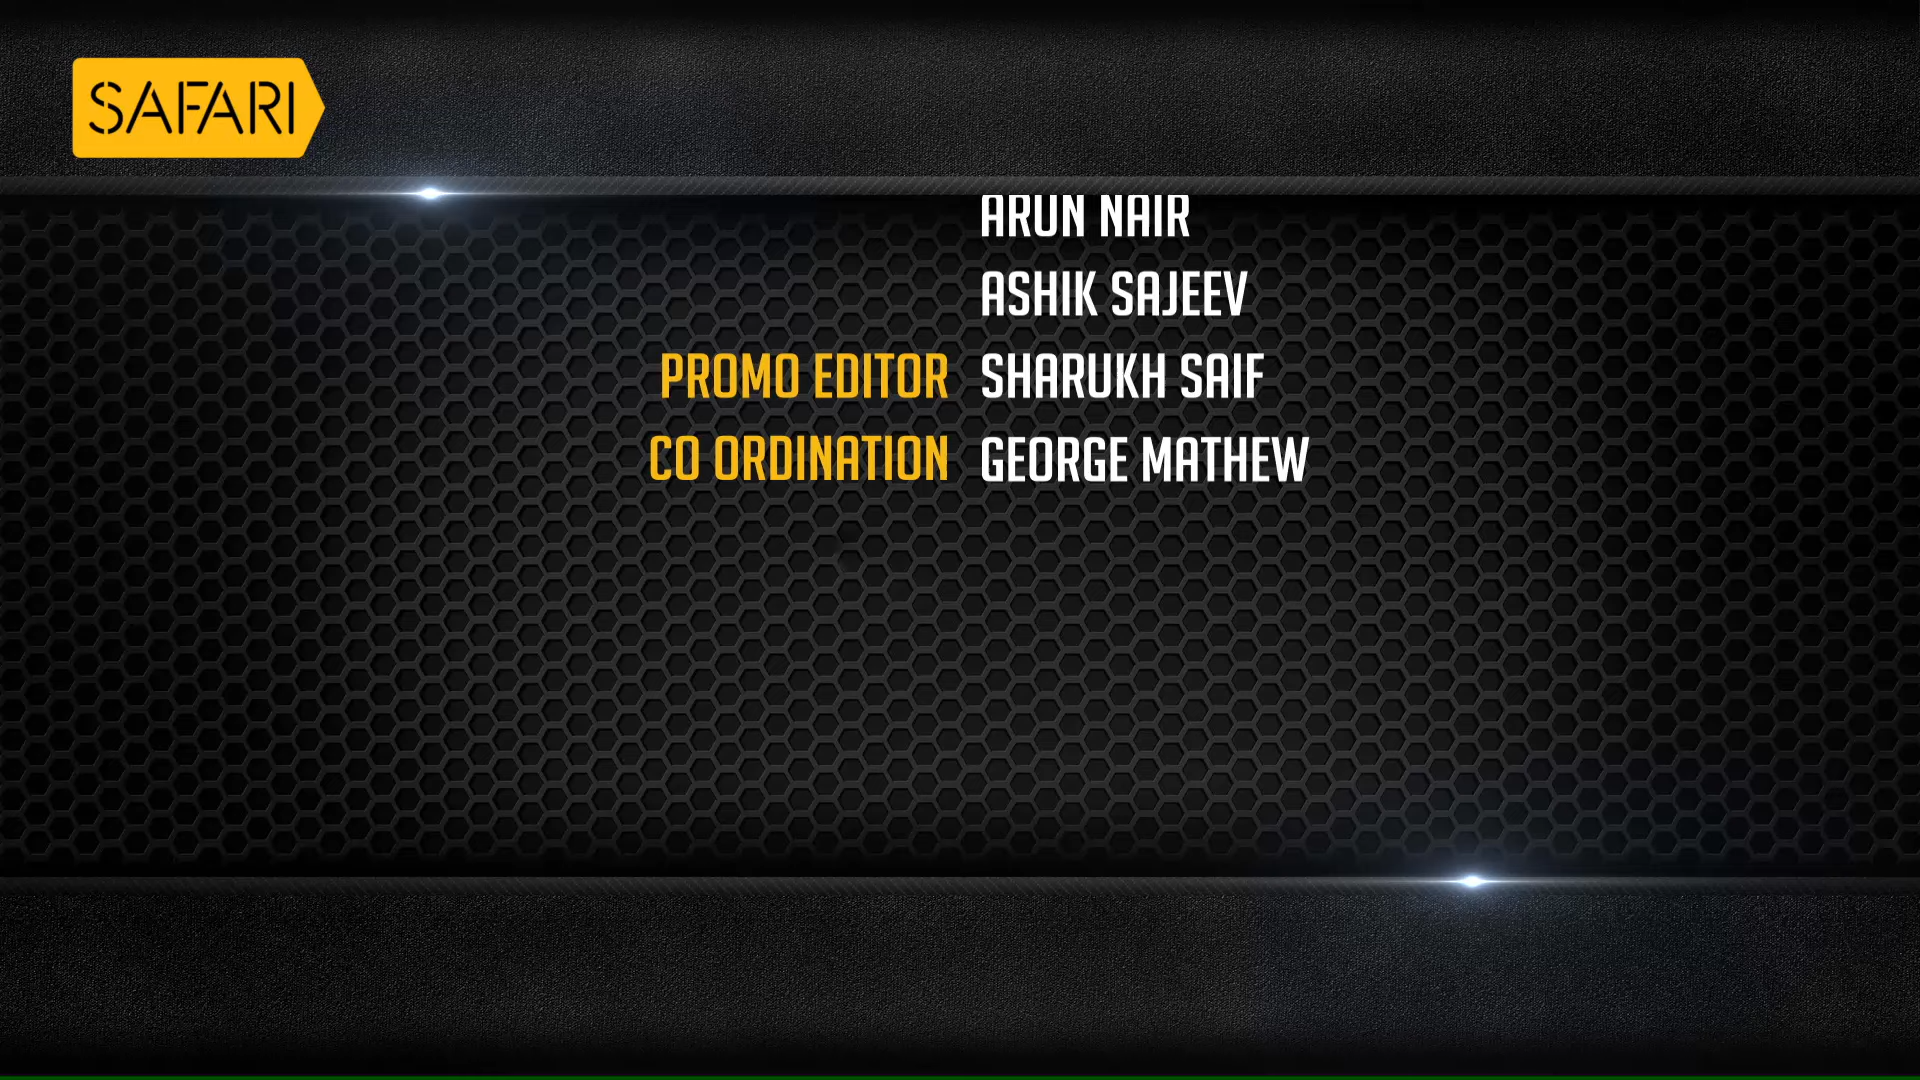 SAFARI
ARUN NAIR
ASHIK SAJEEV
PROMO EDITOR SHARUKH SAIF
CO ORDINATION GEORGE MATHEW